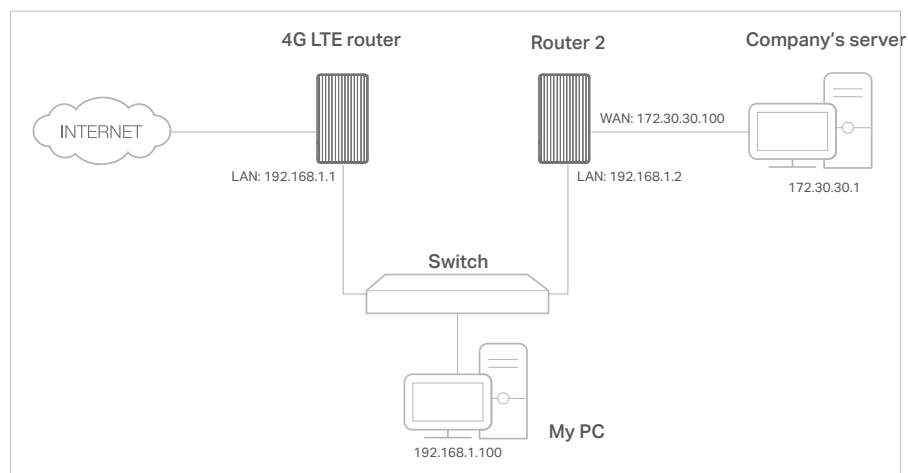 4G LTE router
Router 2
Company's server
INTERNET
WAN: 172.30.30.100
LAN: 192.168.1.1
LAN: 192.168.1.2
172.30.30.1
Switch
My PC
192.168.1.100